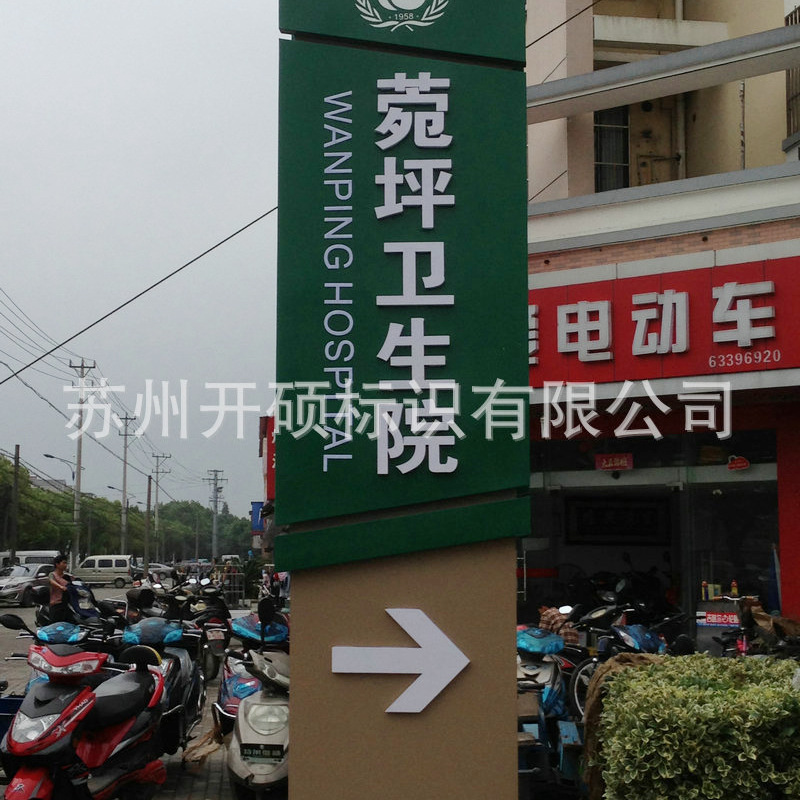 1958
菀坪卫生院
WANPING HOSPITAL
电动车
63396920
苏州开硕标识有限公司